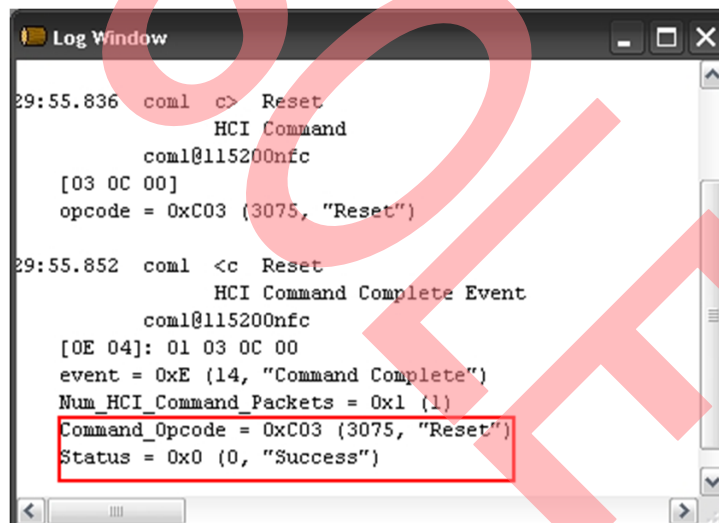 Log Window
29:55.836 com1 c> Reset
HCI Command
com1@115200nfc
[03 0C 00]
opcode = 0xC03 (3075, "Reset")
29:55.852 com1 <c Reset
HCI Command Complete Event
com1@115200nfc
[0E 04]: 01 03 0C 00
event = 0xE (14, "Command Complete")
Num_HCI_Command_Packets = 0x1 (1)
Command_Opcode = 0xC03 (3075, "Reset")
Status = 0x0 (0, "Success")